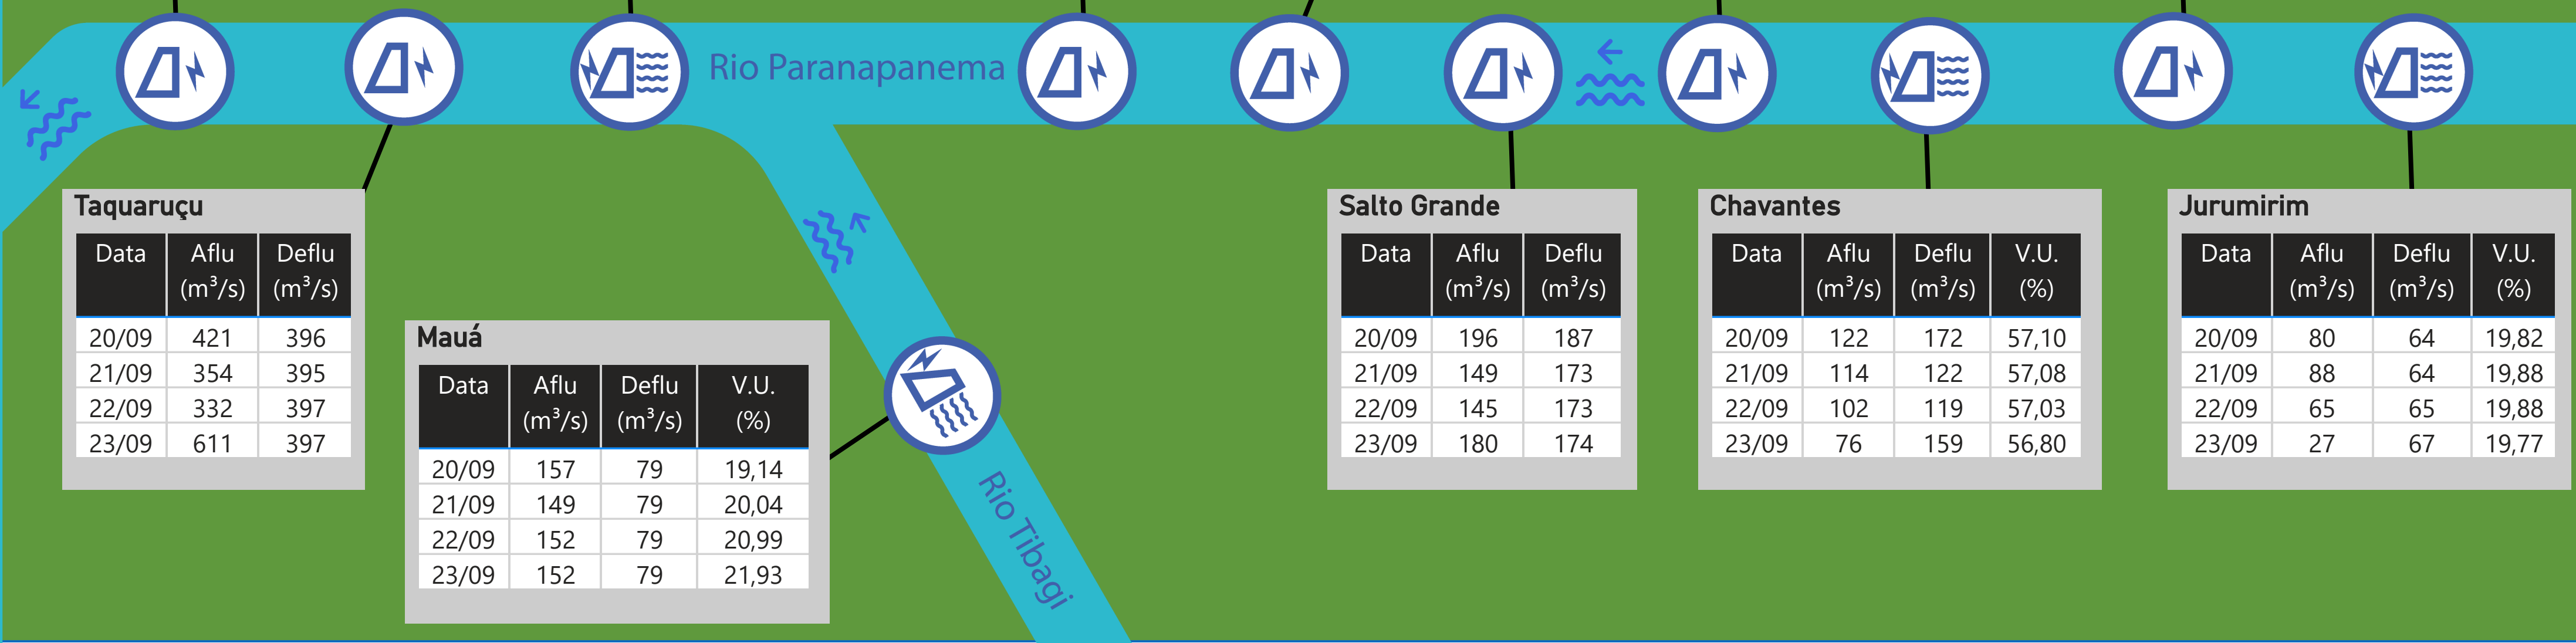 Rio Paranapanema
Taquaruçu
Data Aflu (m³/s) Deflu (m³/s)
20/09 421 396
21/09 354 395
22/09 332 397
23/09 611 397
Mauá
Data Aflu (m³/s) Deflu (m³/s) V.U. (%)
20/09 157 79 19,14
21/09 149 79 20,04
22/09 152 79 20,99
23/09 152 79 21,93
Rio Tibagi
Salto Grande
Data Aflu (m³/s) Deflu (m³/s)
20/09 196 187
21/09 149 173
22/09 145 173
23/09 180 174
Chavantes
Data Aflu (m³/s) Deflu (m³/s) V.U. (%)
20/09 122 172 57,10
21/09 114 122 57,08
22/09 102 119 57,03
23/09 76 159 56,80
Jurumirim
Data Aflu (m³/s) Deflu (m³/s) V.U. (%)
20/09 80 64 19,82
21/09 88 64 19,88
22/09 65 65 19,88
23/09 27 67 19,77